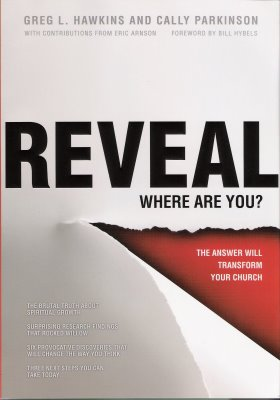 GREG L. HAWKINS AND CALLY PARKINSON
WITH CONTRIBUTIONS FROM ERIC ARNSON FOREWORD BY BILL HYBELS
REVEAL
WHERE ARE YOU?
THE ANSWER WILL
TRANSFORM
YOUR CHURCH
THE BRUTAL TRUTH ABOUT
SPIRITUAL GROWTH
SURPRISING RESEARCH FINDINGS
THAT ROCKED WILLOW
SIX PROVOCATIVE DISCOVERIES THAT
WILL CHANGE THE WAY YOU THINK
THREE NEXT STEPS YOU CAN
TAKE TODAY